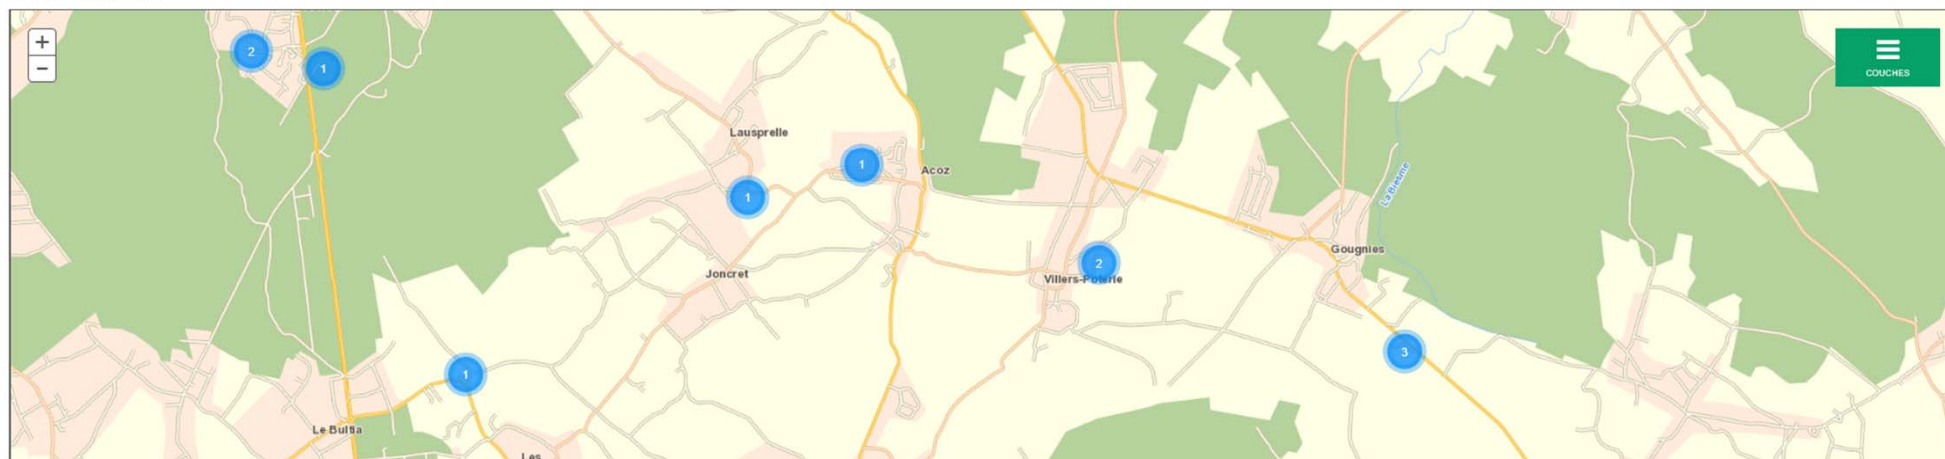 +
−
2
1
COUCHES
Lausprelle
1
Acoz
1
La Biesme
Gougnies
2
Villers-Poterie
Joncret
3
1
Le Bultia
Les